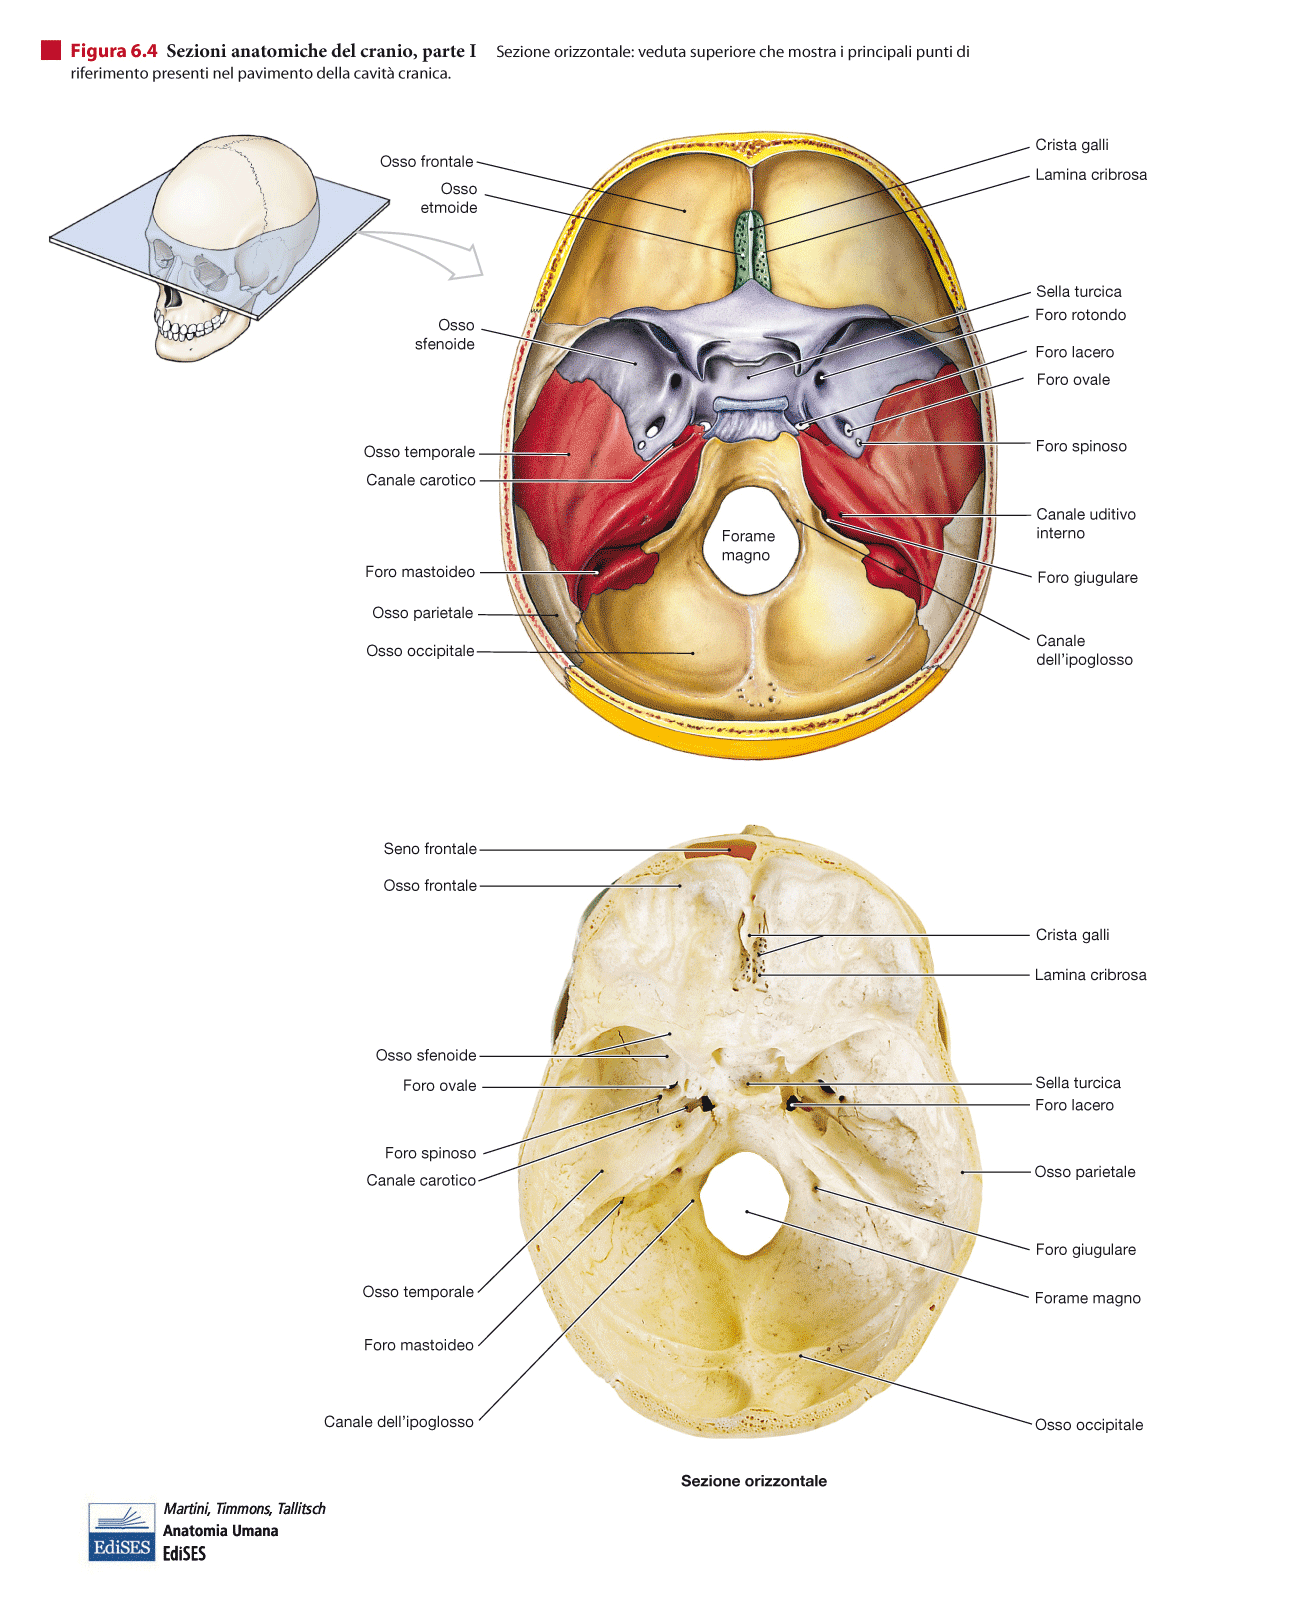 Figura 6.4 Sezioni anatomiche del cranio, parte I Sezione orizzontale: veduta superiore che mostra i principali punti di
riferimento presenti nel pavimento della cavità cranica.
Osso frontale
Osso
etmoide
Osso
sfenoide
Osso temporale
Canale carotico
Foro mastoideo
Osso parietale
Osso occipitale
Forame
magno
Crista galli
Lamina cribrosa
Sella turcica
Foro rotondo
Foro lacero
Foro ovale
Foro spinoso
Canale uditivo
interno
Foro giugulare
Canale
dell'ipoglosso
Seno frontale
Osso frontale
Osso sfenoide
Foro ovale
Foro spinoso
Canale carotico
Osso temporale
Foro mastoideo
Canale dell'ipoglosso
Crista galli
Lamina cribrosa
Sella turcica
Foro lacero
Osso parietale
Foro giugulare
Forame magno
Osso occipitale
Sezione orizzontale
EdiSES
Martini, Timmons, Tallitsch
Anatomia Umana
EdiSES